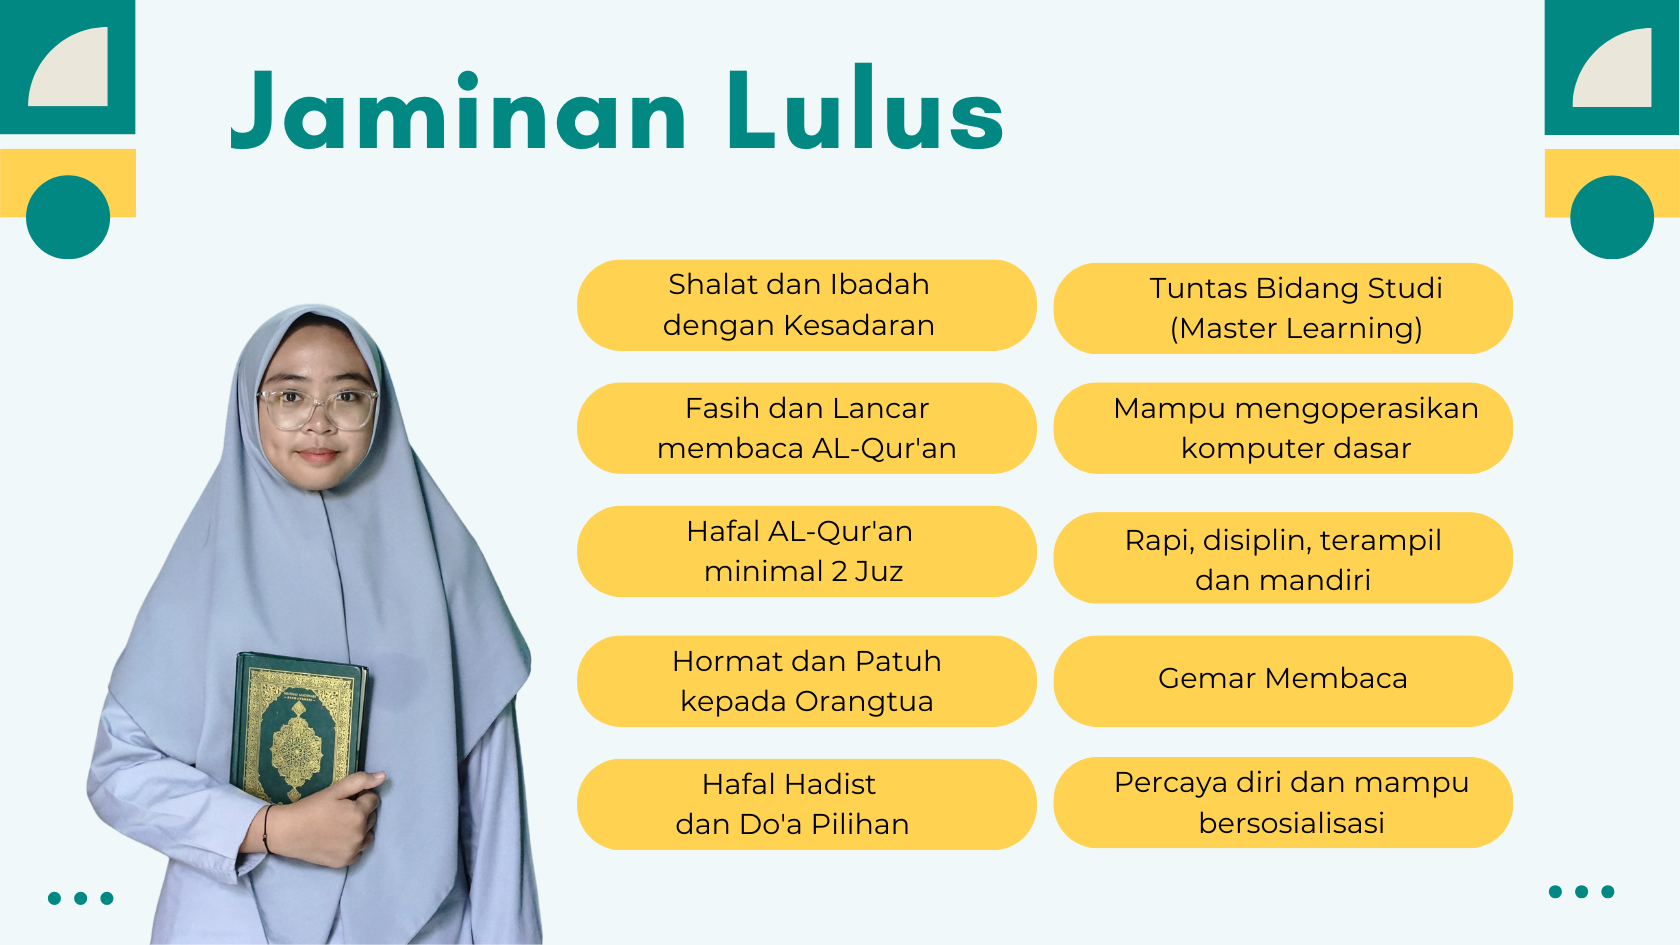 Jaminan Lulus
Shalat dan Ibadah
dengan Kesadaran
Fasih dan Lancar
membaca AL-Qur'an
Hafal AL-Qur'an
minimal 2 Juz
Hormat dan Patuh
kepada Orangtua
Hafal Hadist
dan Do'a Pilihan
Tuntas Bidang Studi
(Master Learning)
Mampu mengoperasikan
komputer dasar
Rapi, disiplin, terampil
dan mandiri
Gemar Membaca
Percaya diri dan mampu
bersosialisasi